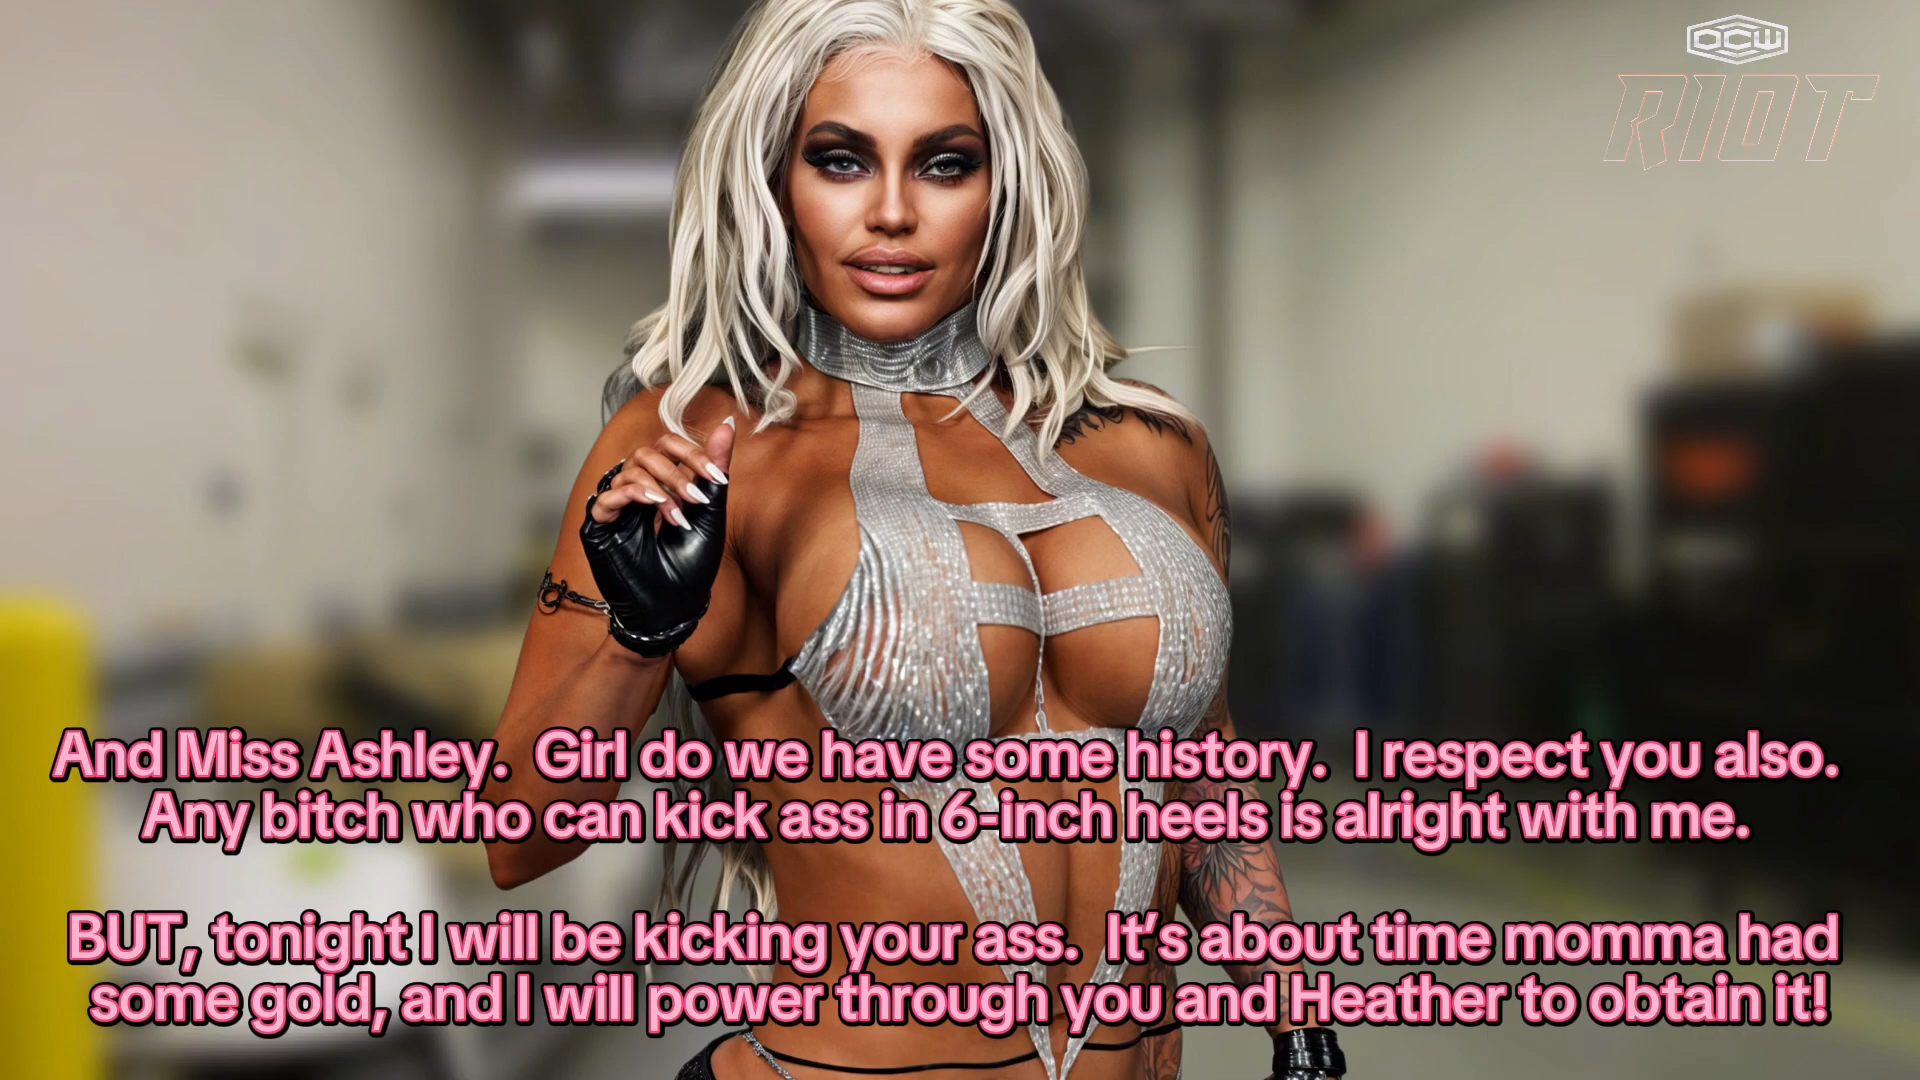 OCW
RIOT
And Miss Ashley.  Girl do we have some history.  I respect you also.
Any bitch who can kick ass in 6-inch heels is alright with me.
BUT, tonight I will be kicking your ass.  It’s about time momma had
some gold, and I will power through you and Heather to obtain it!